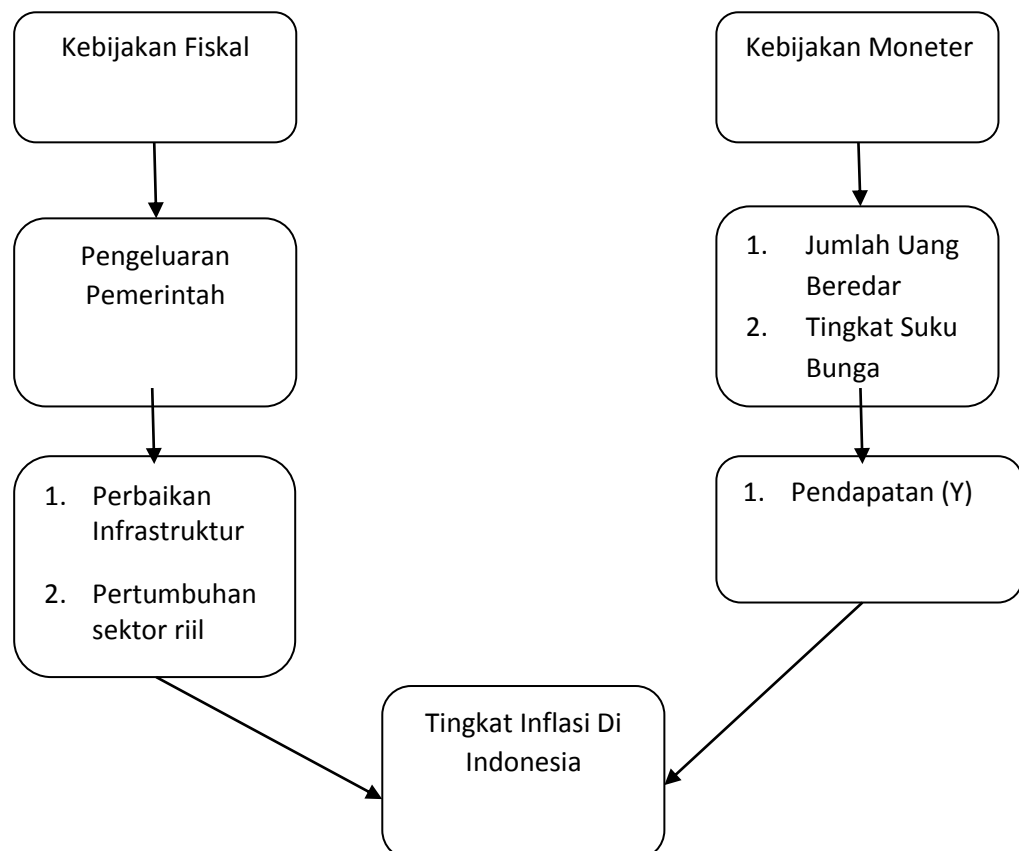 Kebijakan Fiskal
Kebijakan Moneter
Pengeluaran
Pemerintah
1. Jumlah Uang
Beredar
2. Tingkat Suku
Bunga
1. Perbaikan
Infrastruktur
2. Pertumbuhan
sektor riil
1. Pendapatan (Y)
Tingkat Inflasi Di
Indonesia